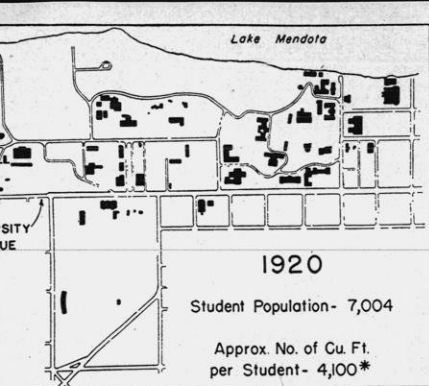 Lake Mendota
SITY
UE
1920
Student Population- 7,004
Approx. No. of Cu. Ft.
per Student- 4,100*